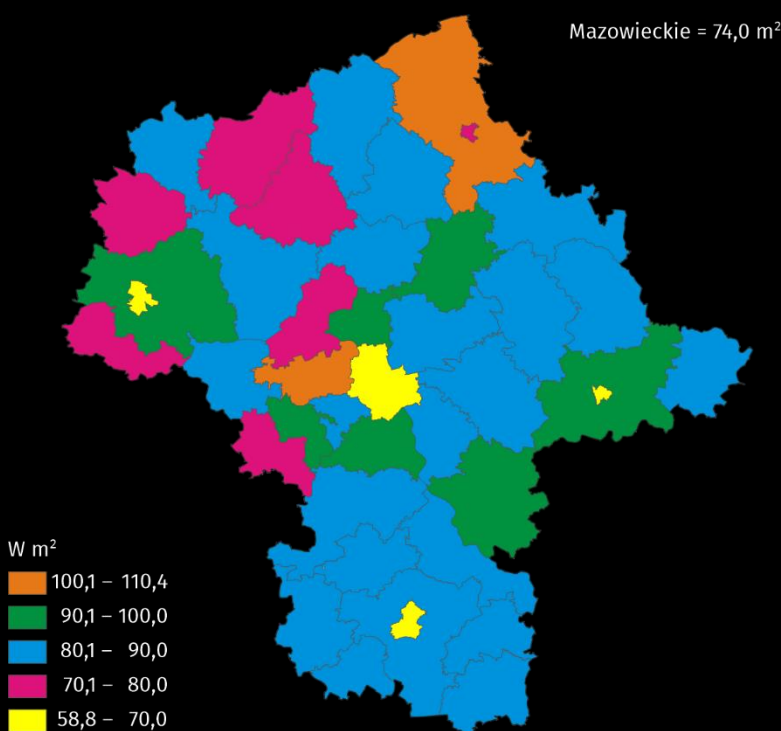 Mazowieckie = 74,0 m²
W m²
100,1 – 110,4
90,1 – 100,0
80,1 – 90,0
70,1 – 80,0
58,8 – 70,0